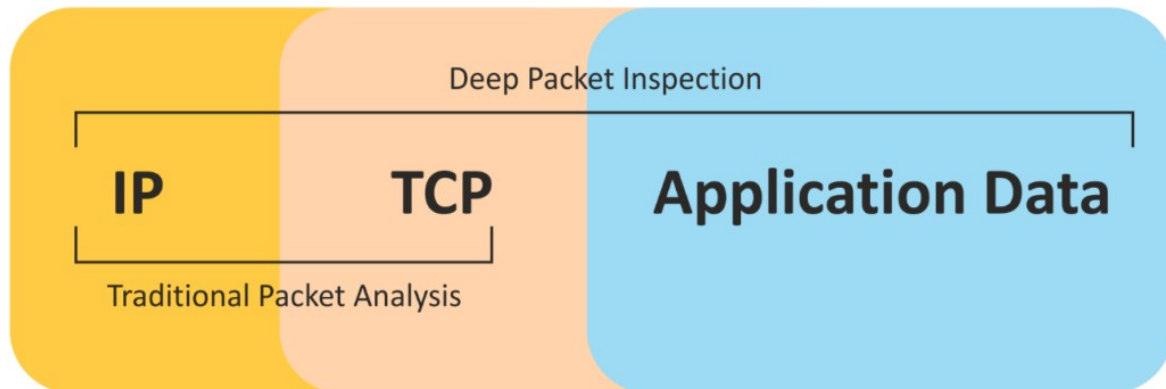 Deep Packet Inspection
IP TCP Application Data
Traditional Packet Analysis